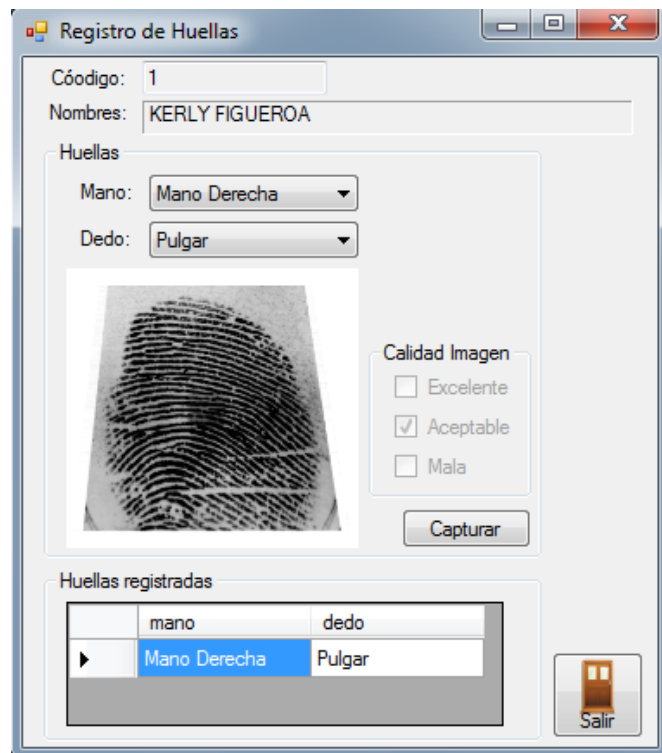 Registro de Huellas
Cóodigo: 1
Nombres: KERLY FIGUEROA
Huellas
Mano: Mano Derecha
Dedo: Pulgar
Calidad Imagen
Excelente
Aceptable
Mala
Capturar
Huellas registradas
mano dedo
Mano Derecha Pulgar
Salir